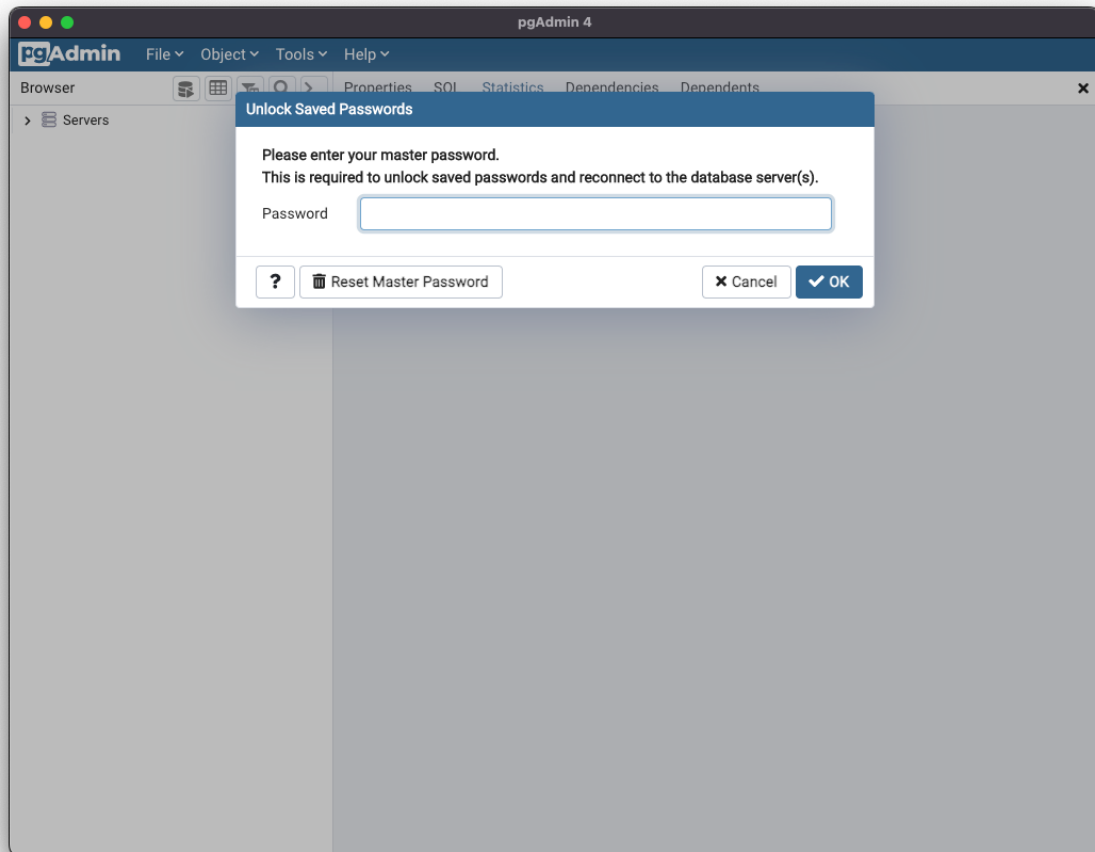 pgAdmin 4
pgAdmin File Object Tools Help
Browser Properties SQL Statistics Dependencies Dependents
Servers
Unlock Saved Passwords
Please enter your master password.
This is required to unlock saved passwords and reconnect to the database server(s).
Password
? Reset Master Password Cancel OK